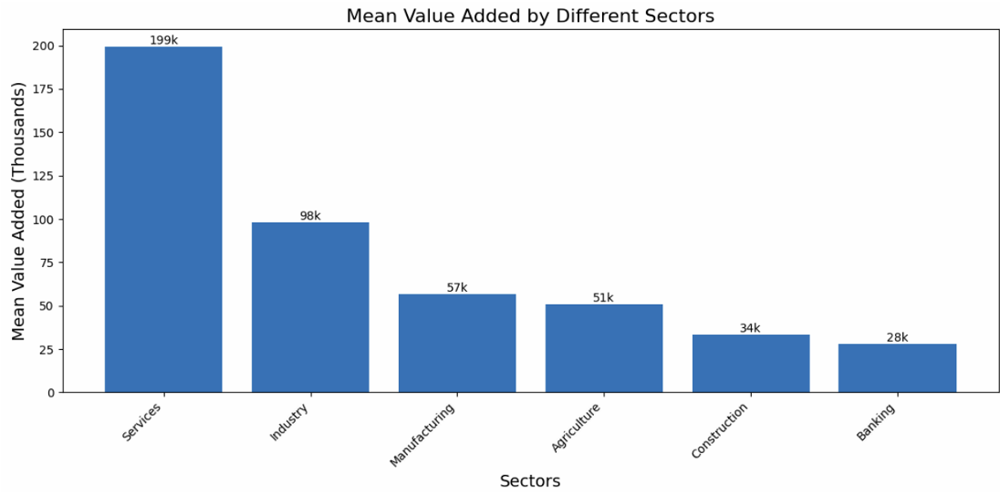 Mean Value Added by Different Sectors
Mean Value Added (Thousands)
200
175
150
125
100
75
50
25
0
199k
98k
57k
51k
34k
28k
Services
Industry
Manufacturing
Agriculture
Construction
Banking
Sectors